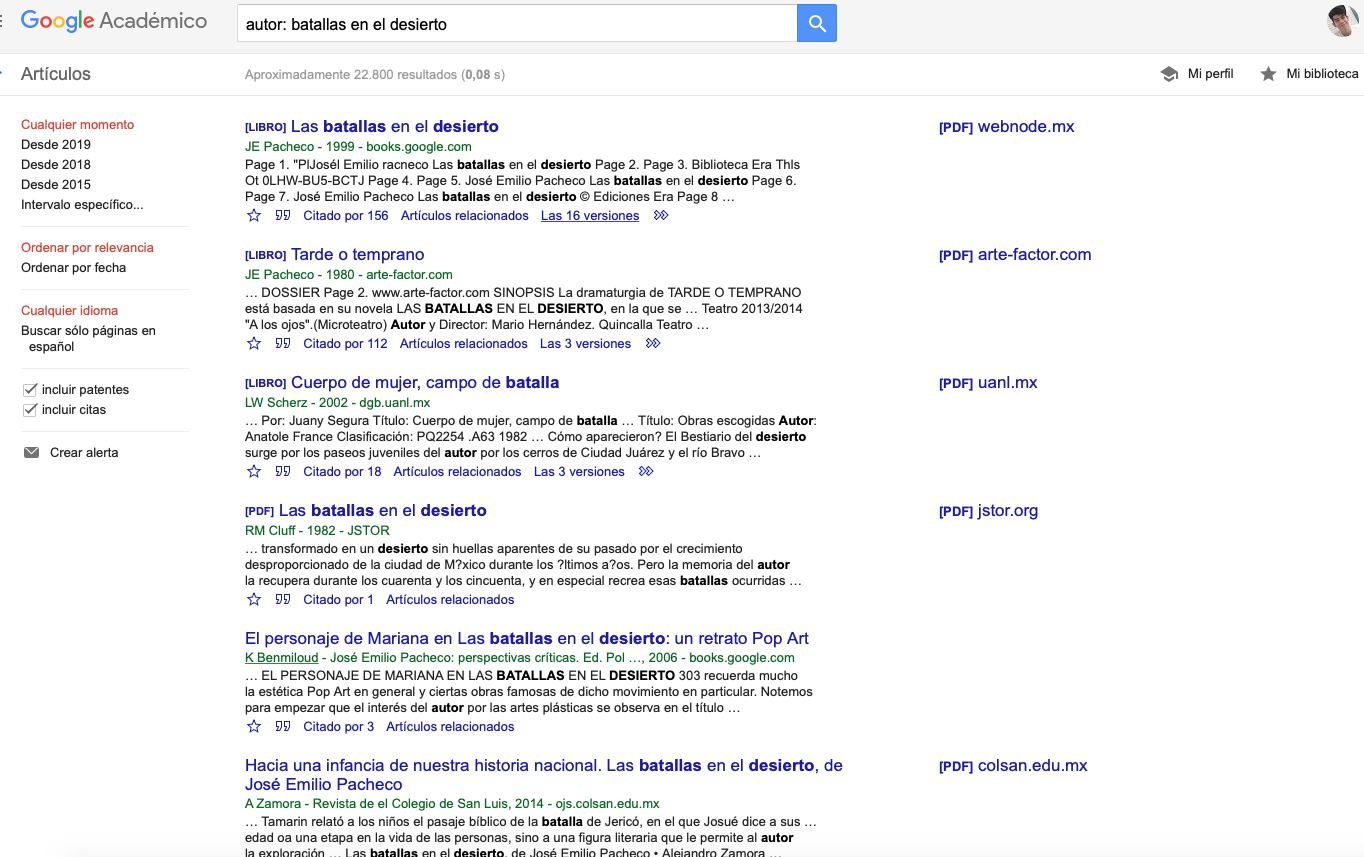 Google Académico
autor: batallas en el desierto
Artículos
Aproximadamente 22.800 resultados (0,08 s)
Mi perfil
Mi biblioteca
Cualquier momento
Desde 2019
Desde 2018
Desde 2015
Intervalo específico...
Ordenar por relevancia
Ordenar por fecha
Cualquier idioma
Buscar sólo páginas en
español
incluir patentes
incluir citas
Crear alerta
[LIBRO] Las batallas en el desierto
JE Pacheco - 1999 - books.google.com
Page 1. "PlJosél Emilio racneco Las batallas en el desierto Page 2. Page 3. Biblioteca Era Thls
Ot 0LHW-BU5-BCTJ Page 4. Page 5. José Emilio Pacheco Las batallas en el desierto Page 6.
Page 7. José Emilio Pacheco Las batallas en el desierto © Ediciones Era Page 8 …
Citado por 156 Artículos relacionados Las 16 versiones
[PDF] webnode.mx
[LIBRO] Tarde o temprano
JE Pacheco - 1980 - arte-factor.com
… DOSSIER Page 2. www.arte-factor.com SINOPSIS La dramaturgia de TARDE O TEMPRANO
está basada en su novela LAS BATALLAS EN EL DESIERTO, en la que se … Teatro 2013/2014
"A los ojos".(Microteatro) Autor y Director: Mario Hernández. Quincalla Teatro …
Citado por 112 Artículos relacionados Las 3 versiones
[PDF] arte-factor.com
[LIBRO] Cuerpo de mujer, campo de batalla
LW Scherz - 2002 - dgb.uanl.mx
… Por: Juany Segura Título: Cuerpo de mujer, campo de batalla … Título: Obras escogidas Autor:
Anatole France Clasificación: PQ2254 .A63 1982 … Cómo aparecieron? El Bestiario del desierto
surge por los paseos juveniles del autor por los cerros de Ciudad Juárez y el río Bravo …
Citado por 18 Artículos relacionados Las 3 versiones
[PDF] uanl.mx
[PDF] Las batallas en el desierto
RM Cluff - 1982 - JSTOR
… transformado en un desierto sin huellas aparentes de su pasado por el crecimiento
desproporcionado de la ciudad de M?xico durante los ?ltimos a?os. Pero la memoria del autor
la recupera durante los cuarenta y los cincuenta, y en especial recrea esas batallas ocurridas …
Citado por 1 Artículos relacionados
[PDF] jstor.org
El personaje de Mariana en Las batallas en el desierto: un retrato Pop Art
K Benmiloud - José Emilio Pacheco: perspectivas críticas. Ed. Pol …, 2006 - books.google.com
… EL PERSONAJE DE MARIANA EN LAS BATALLAS EN EL DESIERTO 303 recuerda mucho
la estética Pop Art en general y ciertas obras famosas de dicho movimiento en particular. Notemos
para empezar que el interés del autor por las artes plásticas se observa en el título …
Citado por 3 Artículos relacionados
Hacia una infancia de nuestra historia nacional. Las batallas en el desierto, de
José Emilio Pacheco
A Zamora - Revista de el Colegio de San Luis, 2014 - ojs.colsan.edu.mx
… Tamarin relató a los niños el pasaje bíblico de la batalla de Jericó, en el que Josué dice a sus …
edad oa una etapa en la vida de las personas, sino a una figura literaria que le permite al autor
la exploración … Las batallas en el desierto, de José Emilio Pacheco • Alejandro Zamora …
[PDF] colsan.edu.mx